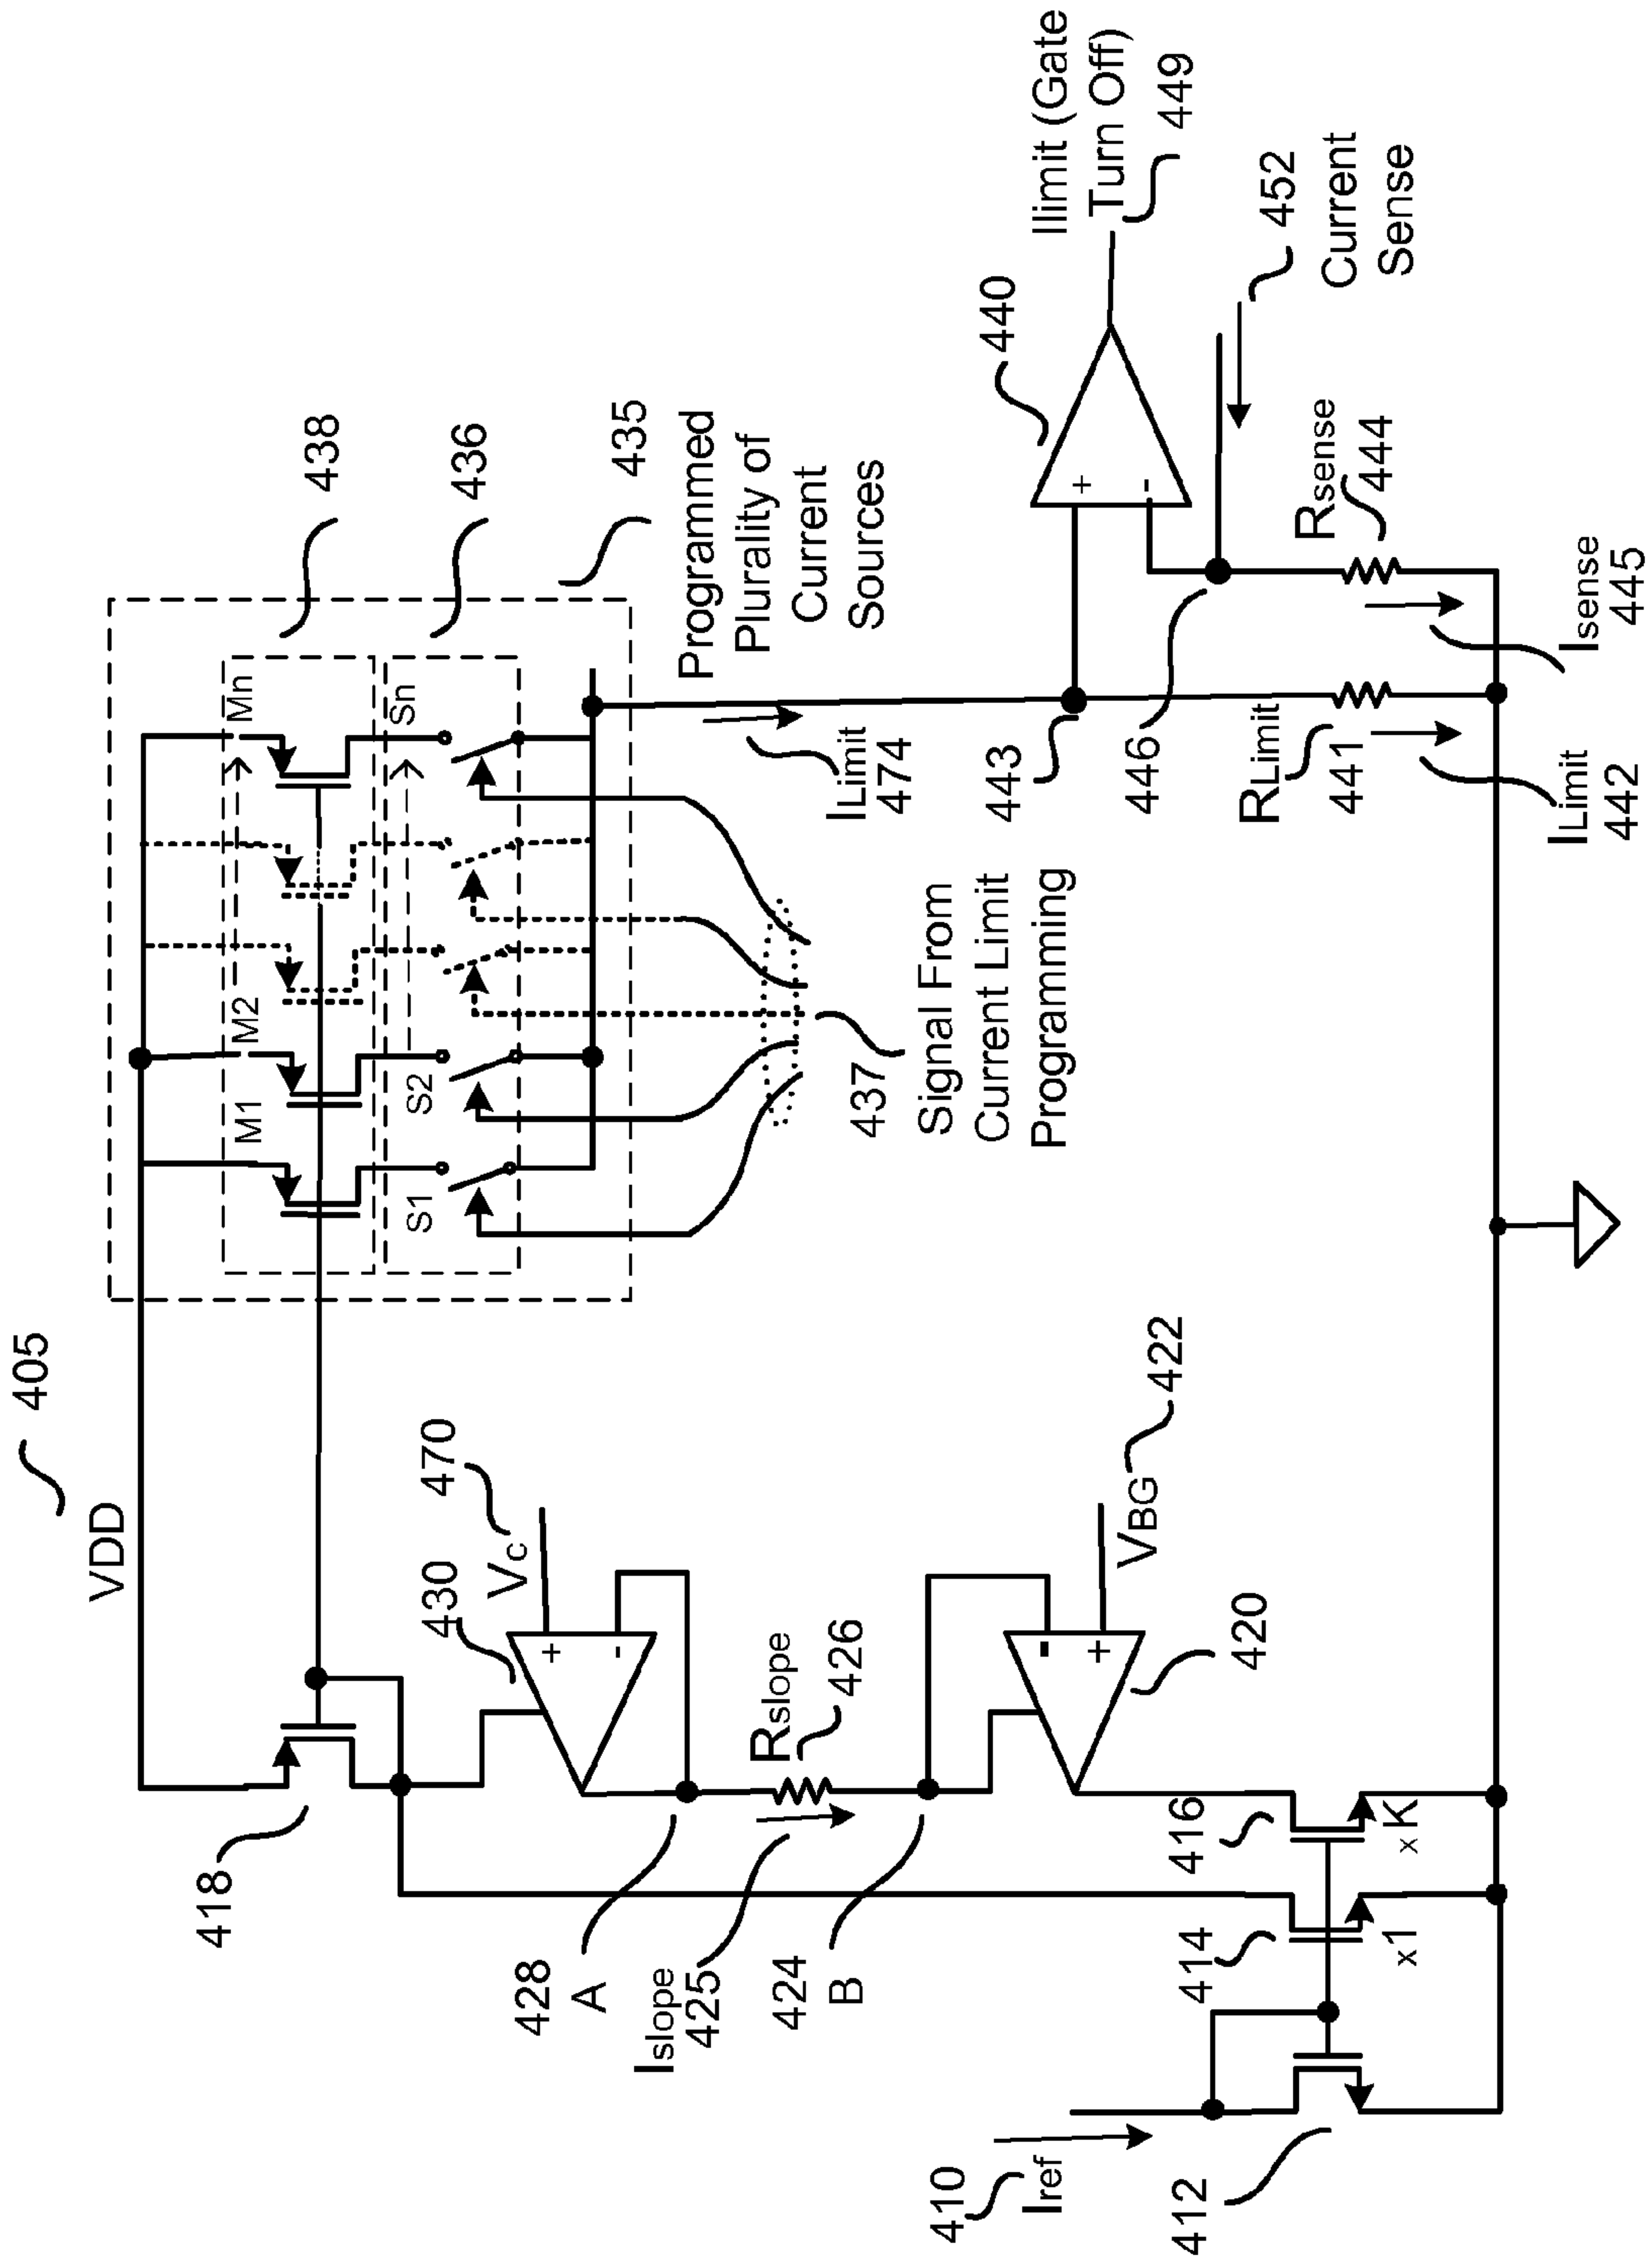 405
VDD
418
438
436
435
Programmed
Plurality of
Current
Sources
M1
M2
Mn
S1
S2
Sn
470
Vc
430
+
-
428
A
Islope
425
Rslope
426
424
B
437
Signal From
Current Limit
Programming
ILimit
474
443
446
440
+
-
Ilimit (Gate
Turn Off)
449
452
Current
Sense
Rsense
444
Isense
445
RLimit
441
ILimit
442
VBG
422
-
+
420
410
Iref
412
414
x1
416
xK